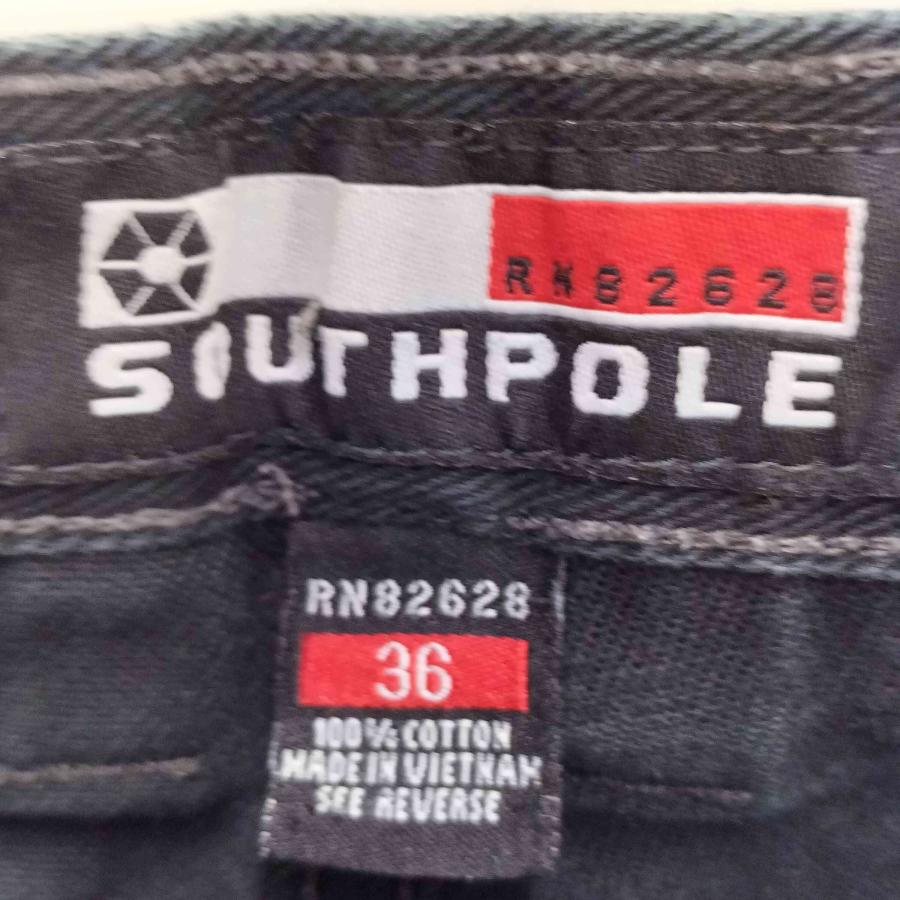 RN82628
SOUTHPOLE
RN82628
36
100% COTTON
MADE IN VIETNAM
SEE REVERSE